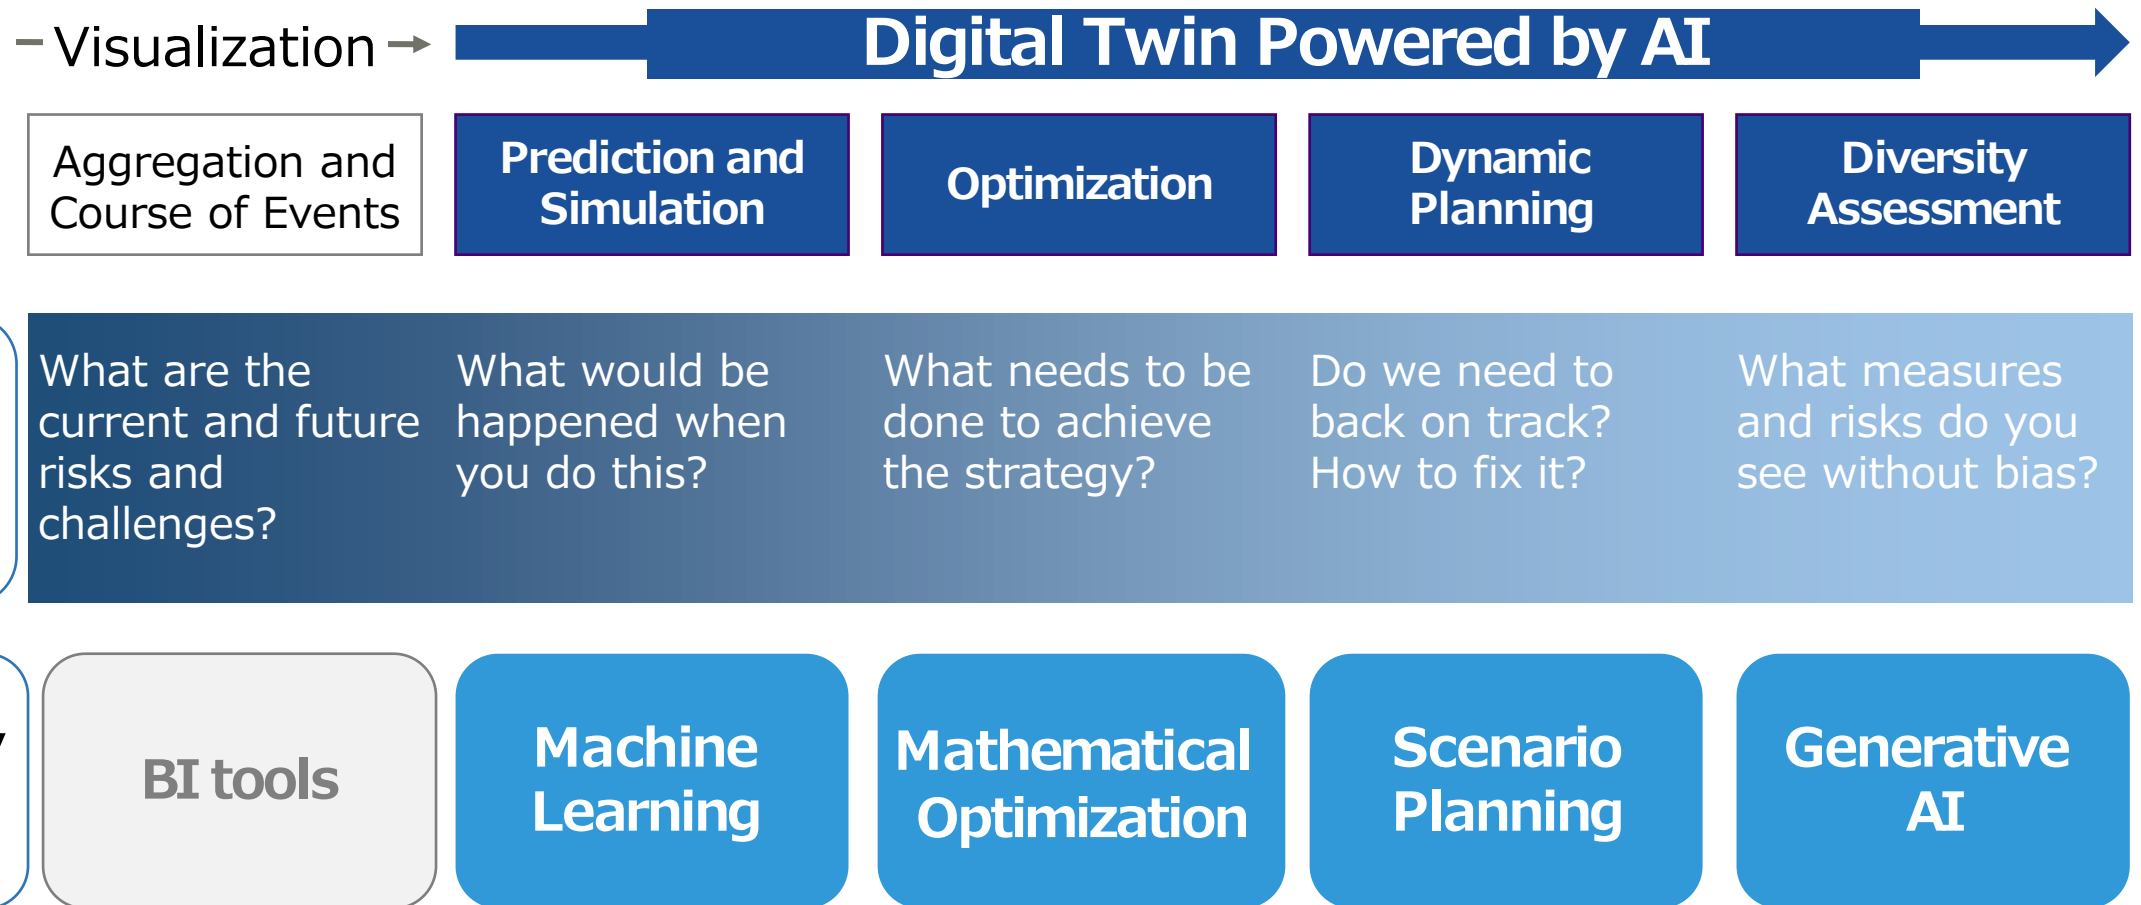 Visualization
Digital Twin Powered by AI
Aggregation and
Course of Events
Prediction and
Simulation
Optimization
Dynamic
Planning
Diversity
Assessment
What are the
current and future
risks and
challenges?
What would be
happened when
you do this?
What needs to be
done to achieve
the strategy?
Do we need to
back on track?
How to fix it?
What measures
and risks do you
see without bias?
BI tools
Machine
Learning
Mathematical
Optimization
Scenario
Planning
Generative
AI